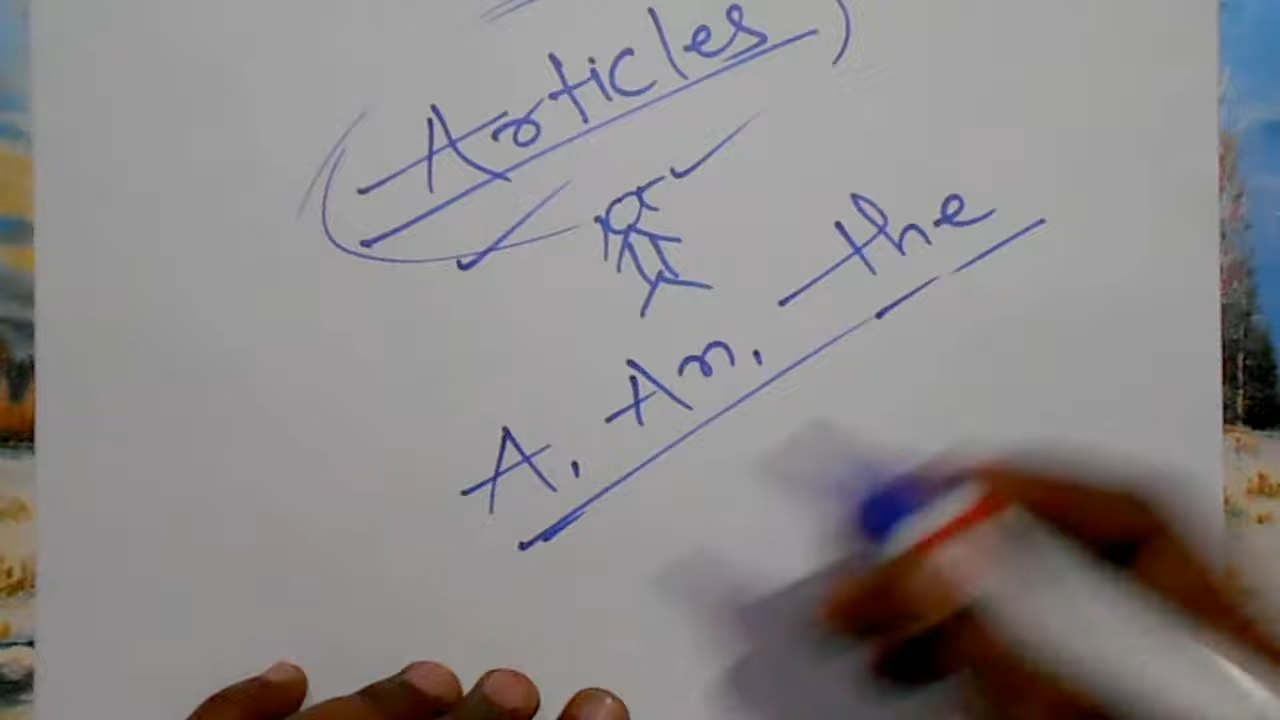 Articles
A, An, the